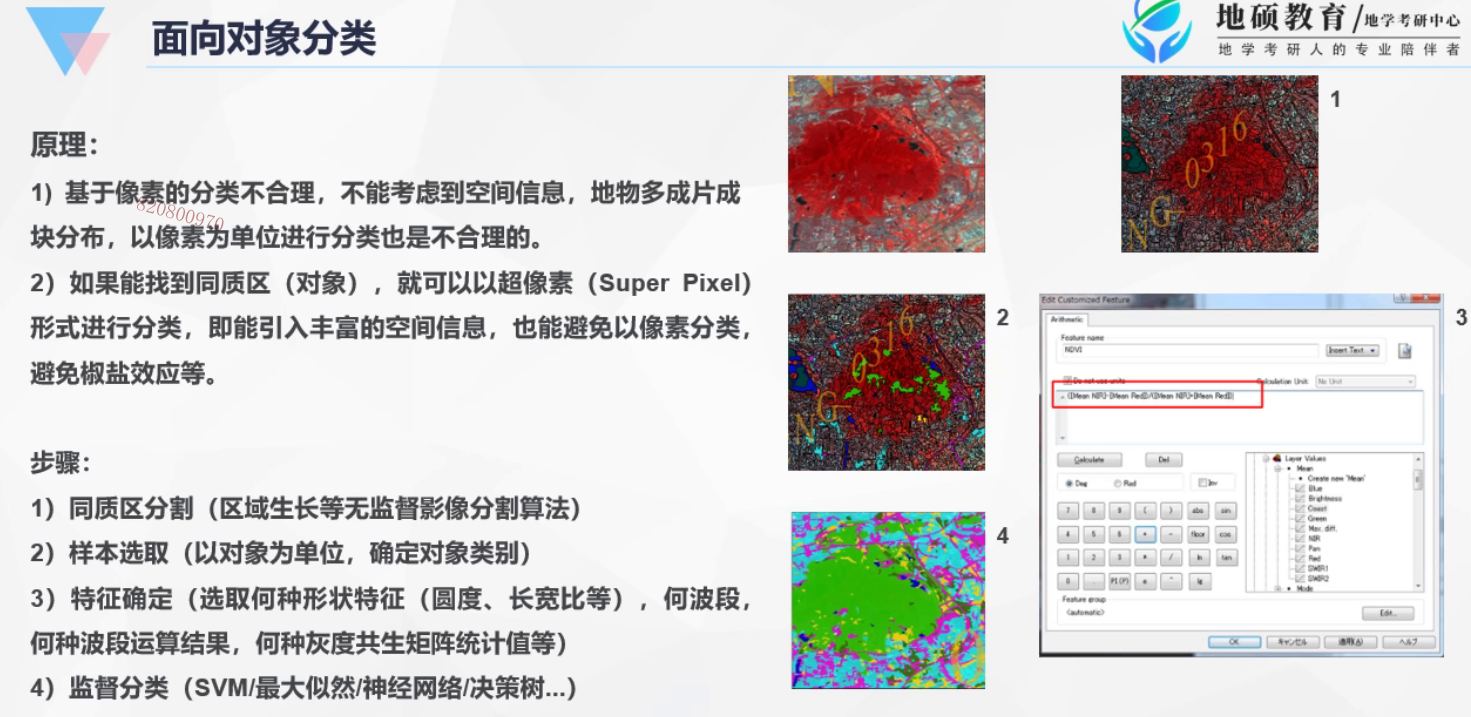 面向对象分类
地硕教育/地学考研中心
地学考研人的专业陪伴者
原理：
1) 基于像素的分类不合理，不能考虑到空间信息，地物多成片成
块分布，以像素为单位进行分类也是不合理的。
820800970
2）如果能找到同质区（对象），就可以以超像素（Super Pixel）
形式进行分类，即能引入丰富的空间信息，也能避免以像素分类，
避免椒盐效应等。
步骤：
1）同质区分割（区域生长等无监督影像分割算法）
2）样本选取（以对象为单位，确定对象类别）
3）特征确定（选取何种形状特征（圆度、长宽比等），何波段，
何种波段运算结果，何种灰度共生矩阵统计值等）
4）监督分类（SVM/最大似然/神经网络/决策树...）
1
0316
NG-
2
0316
NG-
4
3
Edit Customized Feature
Arithmetic
Feature name
NDVI
Insert Text
Do not use units
Calculation Unit:
No Unit
([Mean NIR]-[Mean Red])/([Mean NIR]+[Mean Red])
Calculate
Del
Deg
Rad
Inv
7 8 9 ( ) abs sin
4 5 6 + - floor cos
1 2 3 * / ln tan
0 . PI(P) e ^ lg
Layer Values
Mean
Create new 'Mean'
Blue
Brightness
Coast
Green
Max. diff.
NIR
Pan
Red
SWIR1
SWIR2
Mode
Feature group
<automatic>
Edit...
OK
キャンセル
適用(A)
ヘルプ